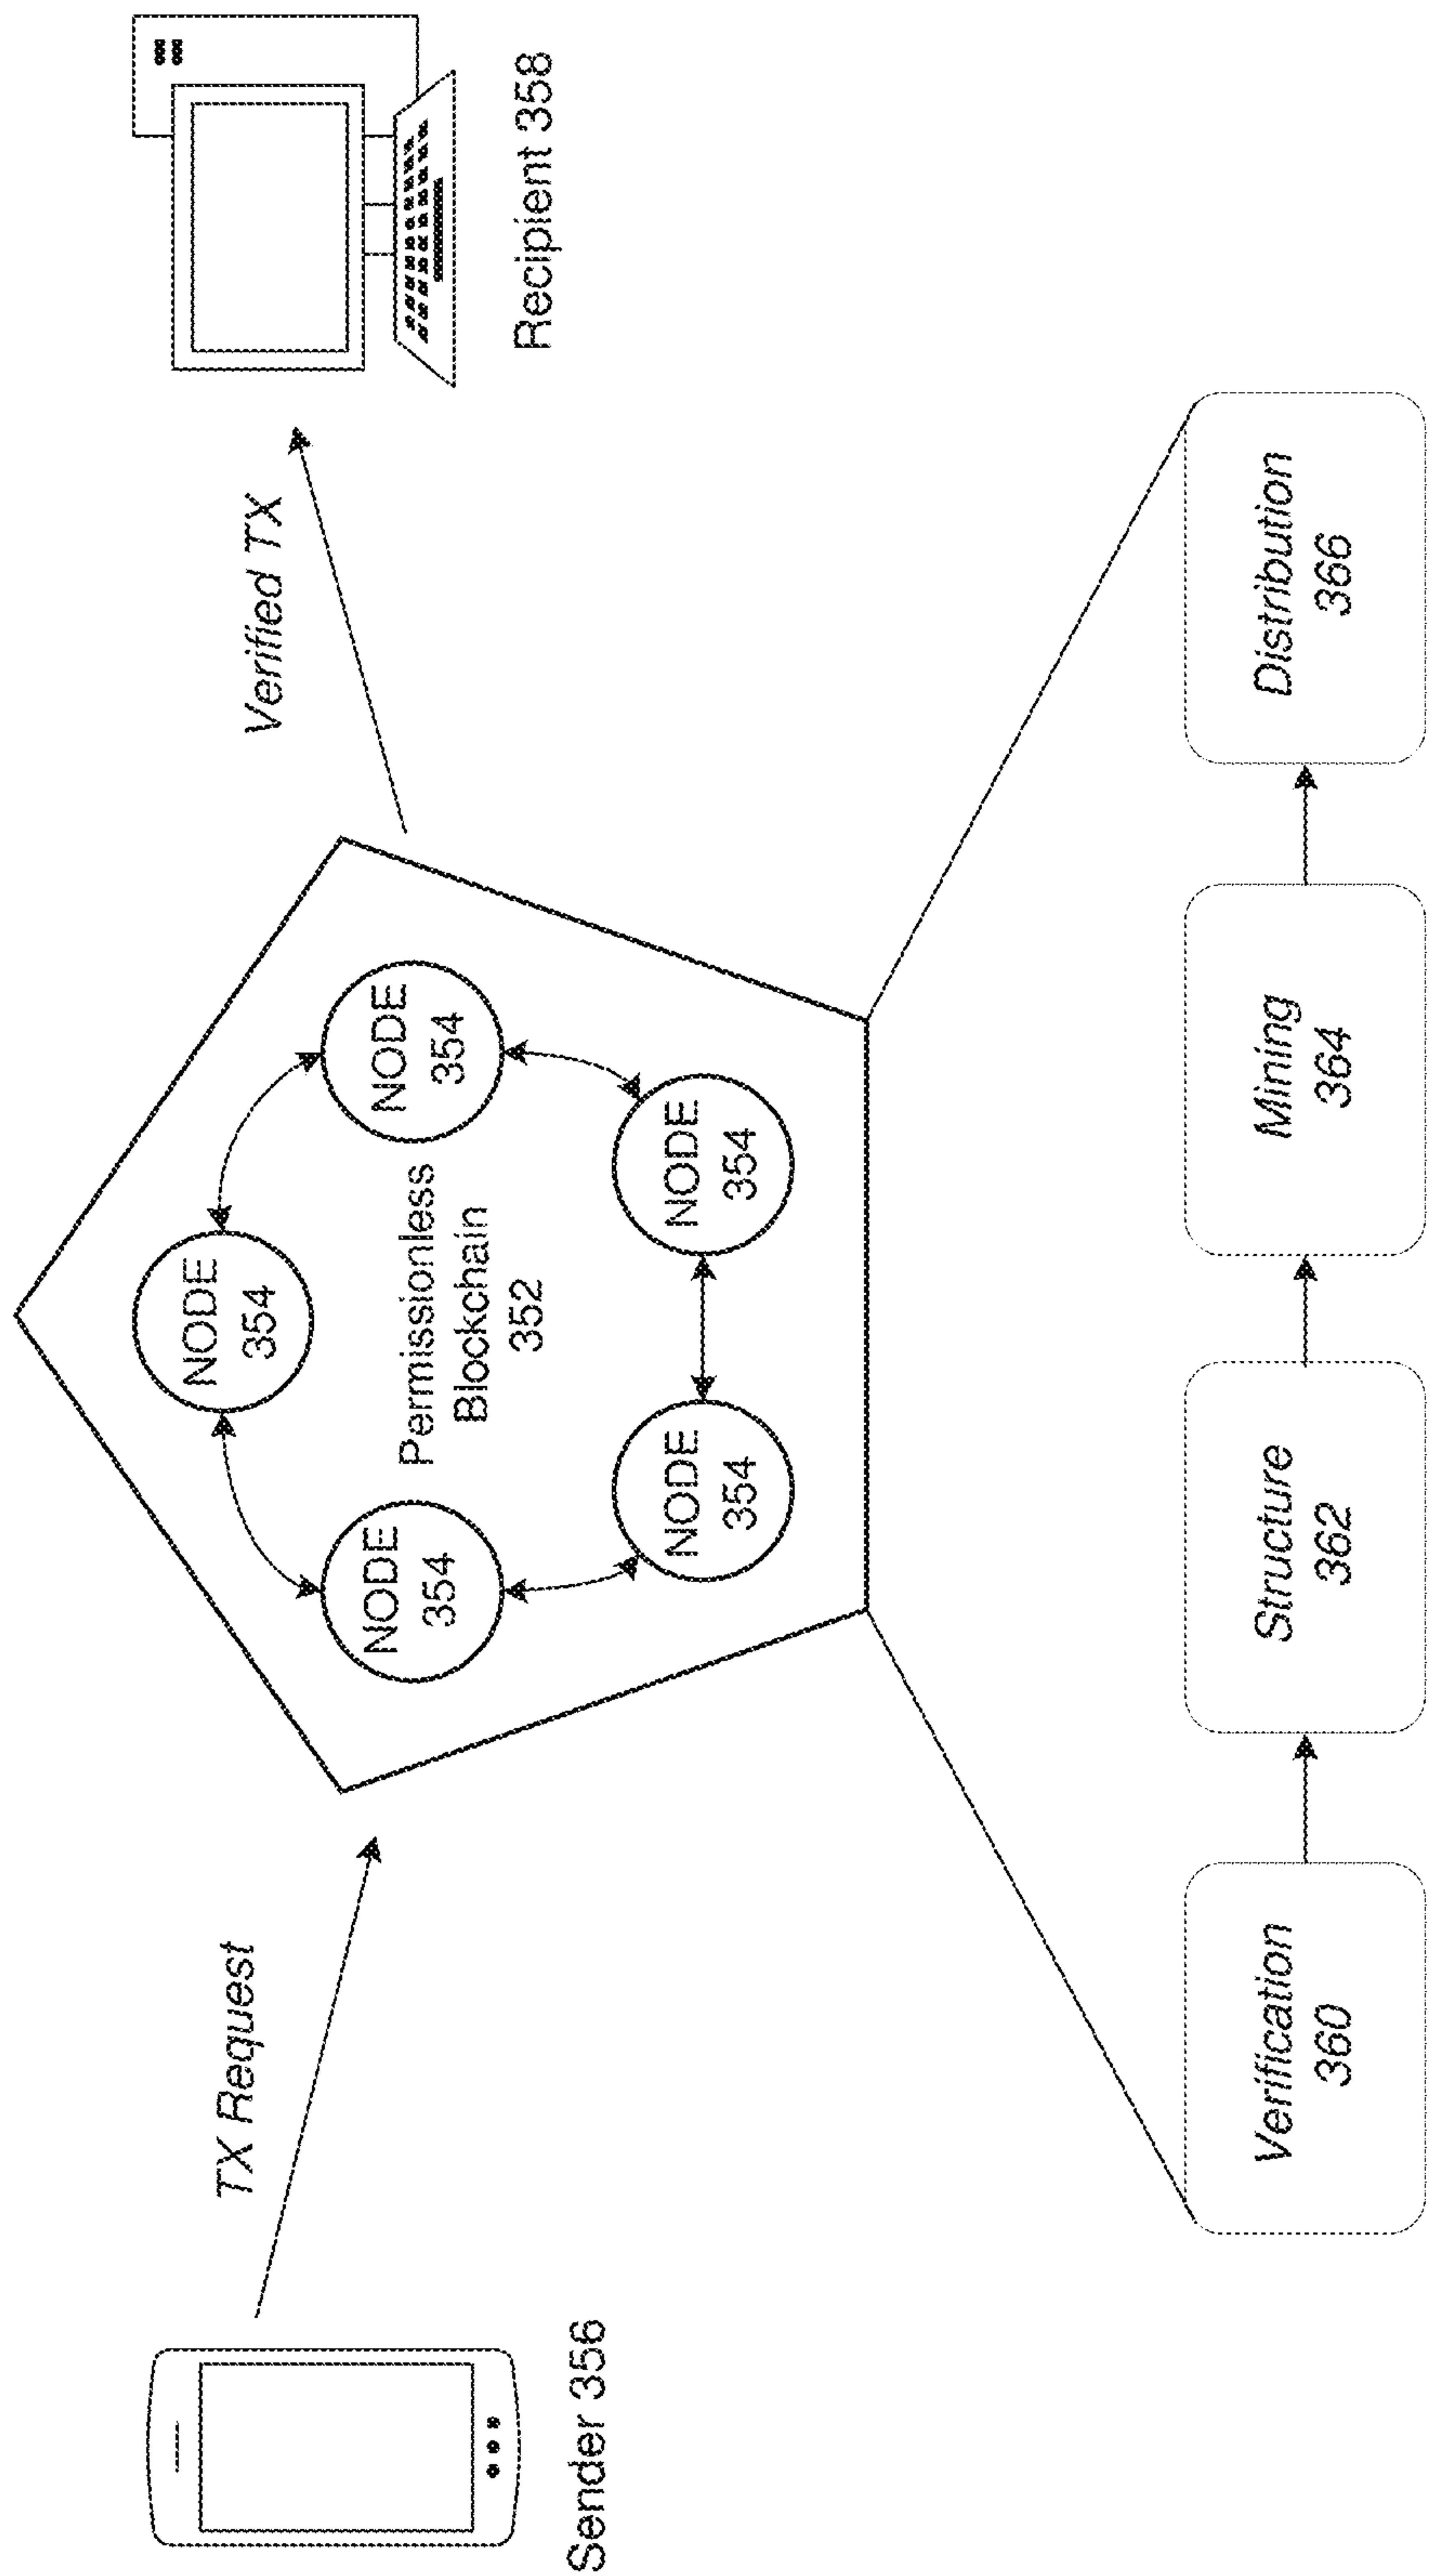 TX Request
Verified TX
Sender 356
Recipient 358
NODE
354
NODE
354
NODE
354
Permissionless
Blockchain
352
NODE
354
NODE
354
Verification
360
Structure
362
Mining
364
Distribution
366